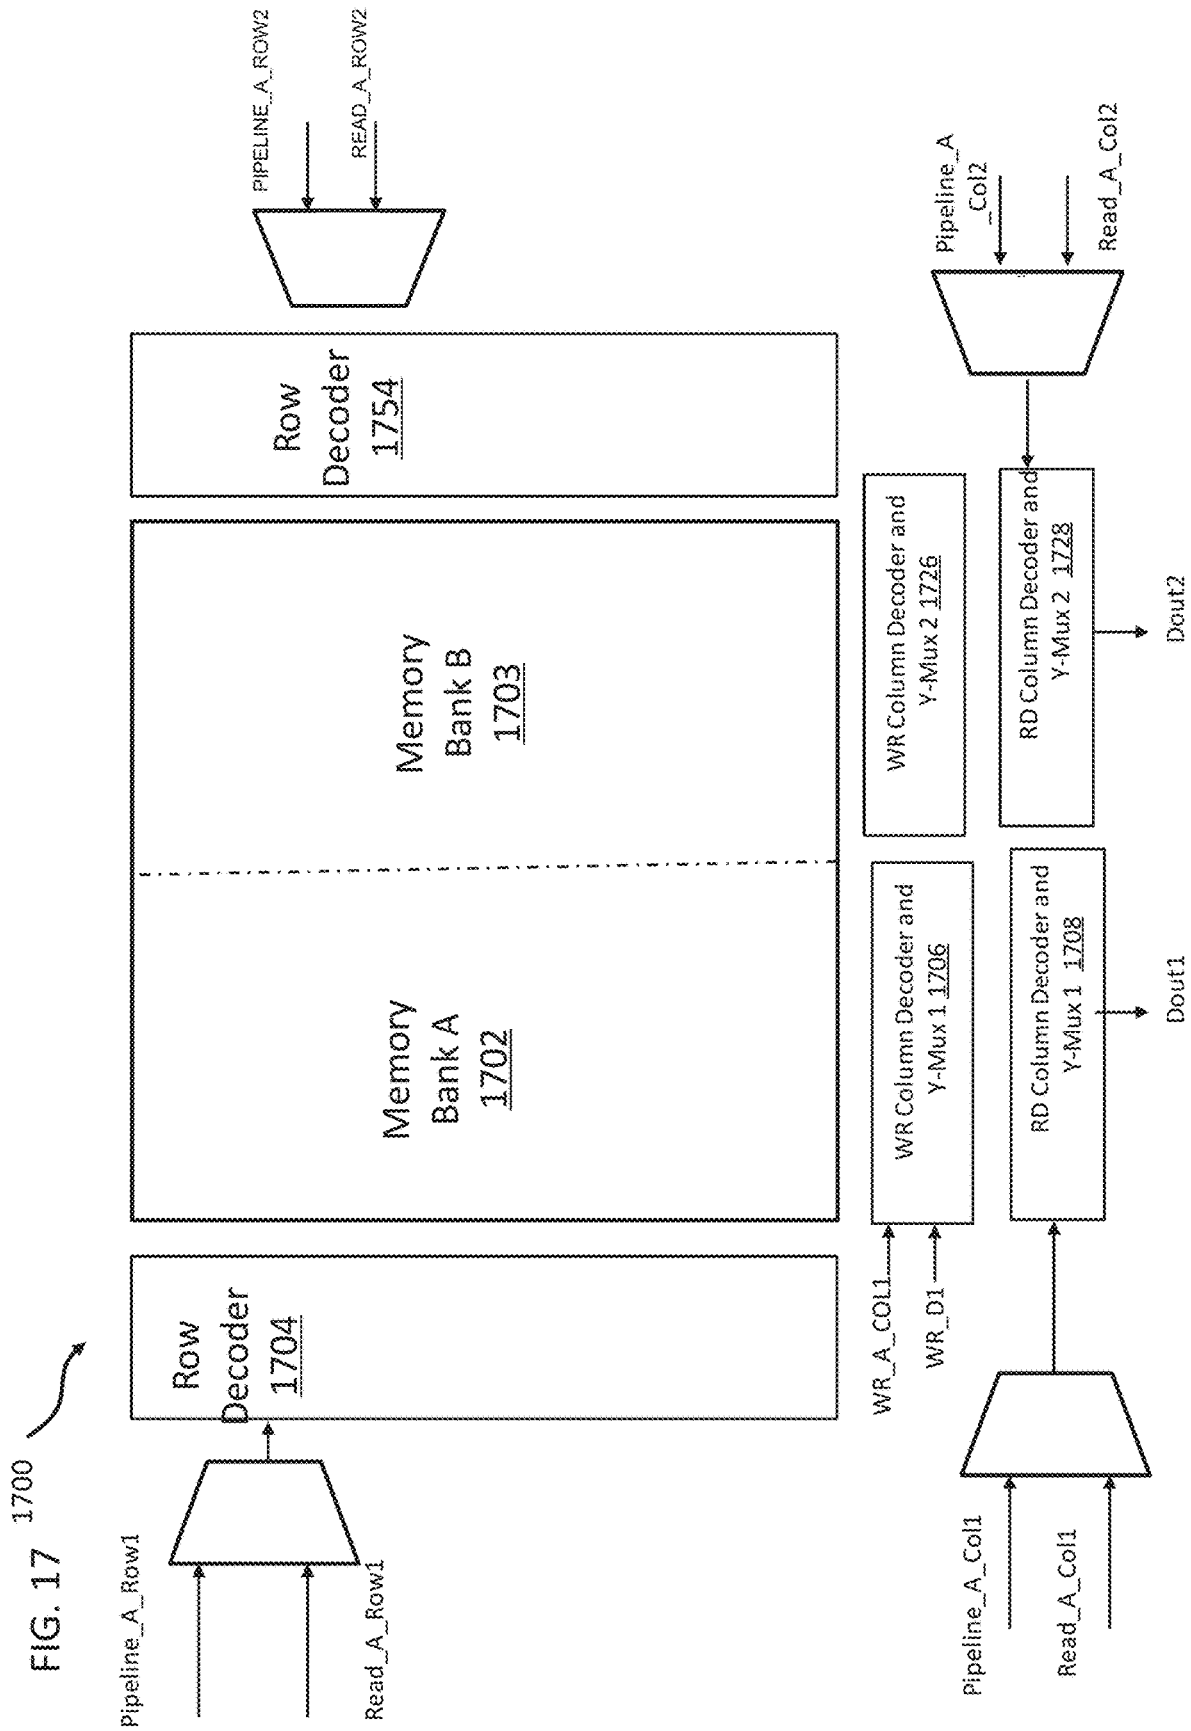 FIG. 17
1700
Pipeline_A_Row1
Read_A_Row1
Row
Decoder
1704
Memory
Bank A
1702
Memory
Bank B
1703
Row
Decoder
1754
PIPELINE_A_ROW2
READ_A_ROW2
WR_A_COL1
WR_D1
WR Column Decoder and
Y-Mux 1 1706
WR Column Decoder and
Y-Mux 2 1726
Pipeline_A_Col1
Read_A_Col1
RD Column Decoder and
Y-Mux 1 1708
RD Column Decoder and
Y-Mux 2 1728
Pipeline_A
_Col2
Read_A_Col2
Dout1
Dout2